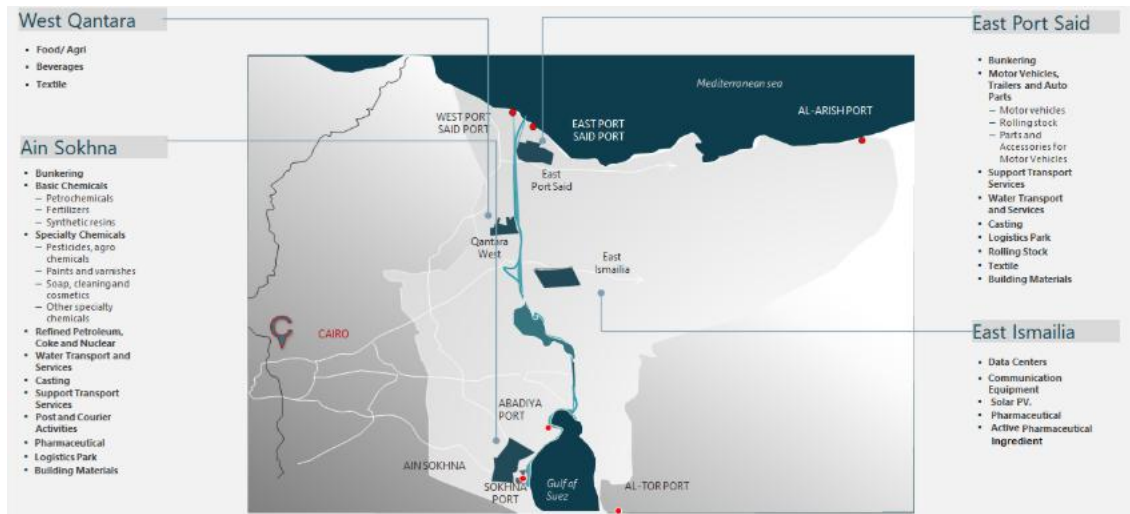 West Qantara
• Food/ Agri
• Beverages
• Textile
Ain Sokhna
• Bunkering
• Basic Chemicals
– Petrochemicals
– Fertilizers
– Synthetic resins
• Specialty Chemicals
– Pesticides, agro
chemicals
– Paints and varnishes
– Soap, cleaning and
cosmetics
– Other specialty
chemicals
• Refined Petroleum,
Coke and Nuclear
• Water Transport and
Services
• Casting
• Support Transport
Services
• Post and Courier
Activities
• Pharmaceutical
• Logistics Park
• Building Materials
Mediterranean sea
WEST PORT
SAID PORT
EAST PORT
SAID PORT
AL-ARISH PORT
East
Port Said
Qantara
West
East
Ismailia
CAIRO
ABADIYA
PORT
AIN SOKHNA
SOKHNA
PORT
Gulf of
Suez
AL-TOR PORT
East Port Said
• Bunkering
• Motor Vehicles,
Trailers and Auto
Parts
– Motor vehicles
– Rolling stock
– Parts and
Accessories for
Motor Vehicles
• Support Transport
Services
• Water Transport
and Services
• Casting
• Logistics Park
• Rolling Stock
• Textile
• Building Materials
East Ismailia
• Data Centers
• Communication
Equipment
• Solar PV.
• Pharmaceutical
• Active Pharmaceutical
Ingredient